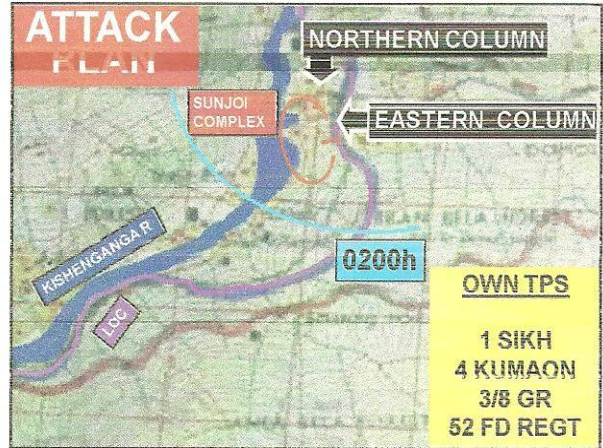 ATTACK
PLAN
NORTHERN COLUMN
SUNJOI
COMPLEX
EASTERN COLUMN
KISHENGANGA R
0200h
LOC
OWN TPS
1 SIKH
4 KUMAON
3/8 GR
52 FD REGT